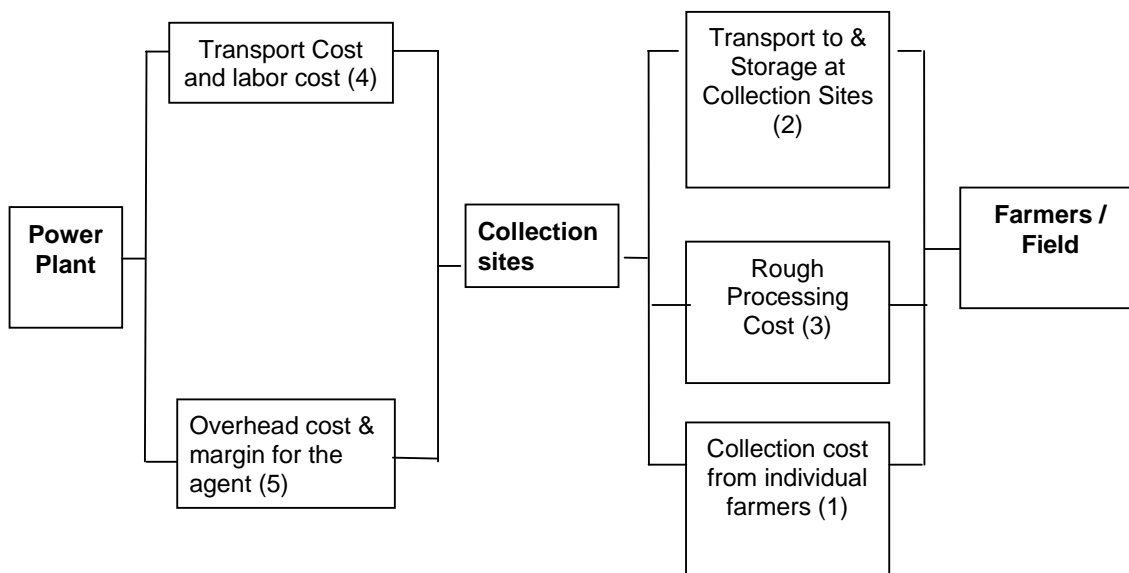 Transport Cost
and labor cost (4)
Transport to &
Storage at
Collection Sites
(2)
Power
Plant
Collection
sites
Farmers /
Field
Rough
Processing
Cost (3)
Overhead cost &
margin for the
agent (5)
Collection cost
from individual
farmers (1)